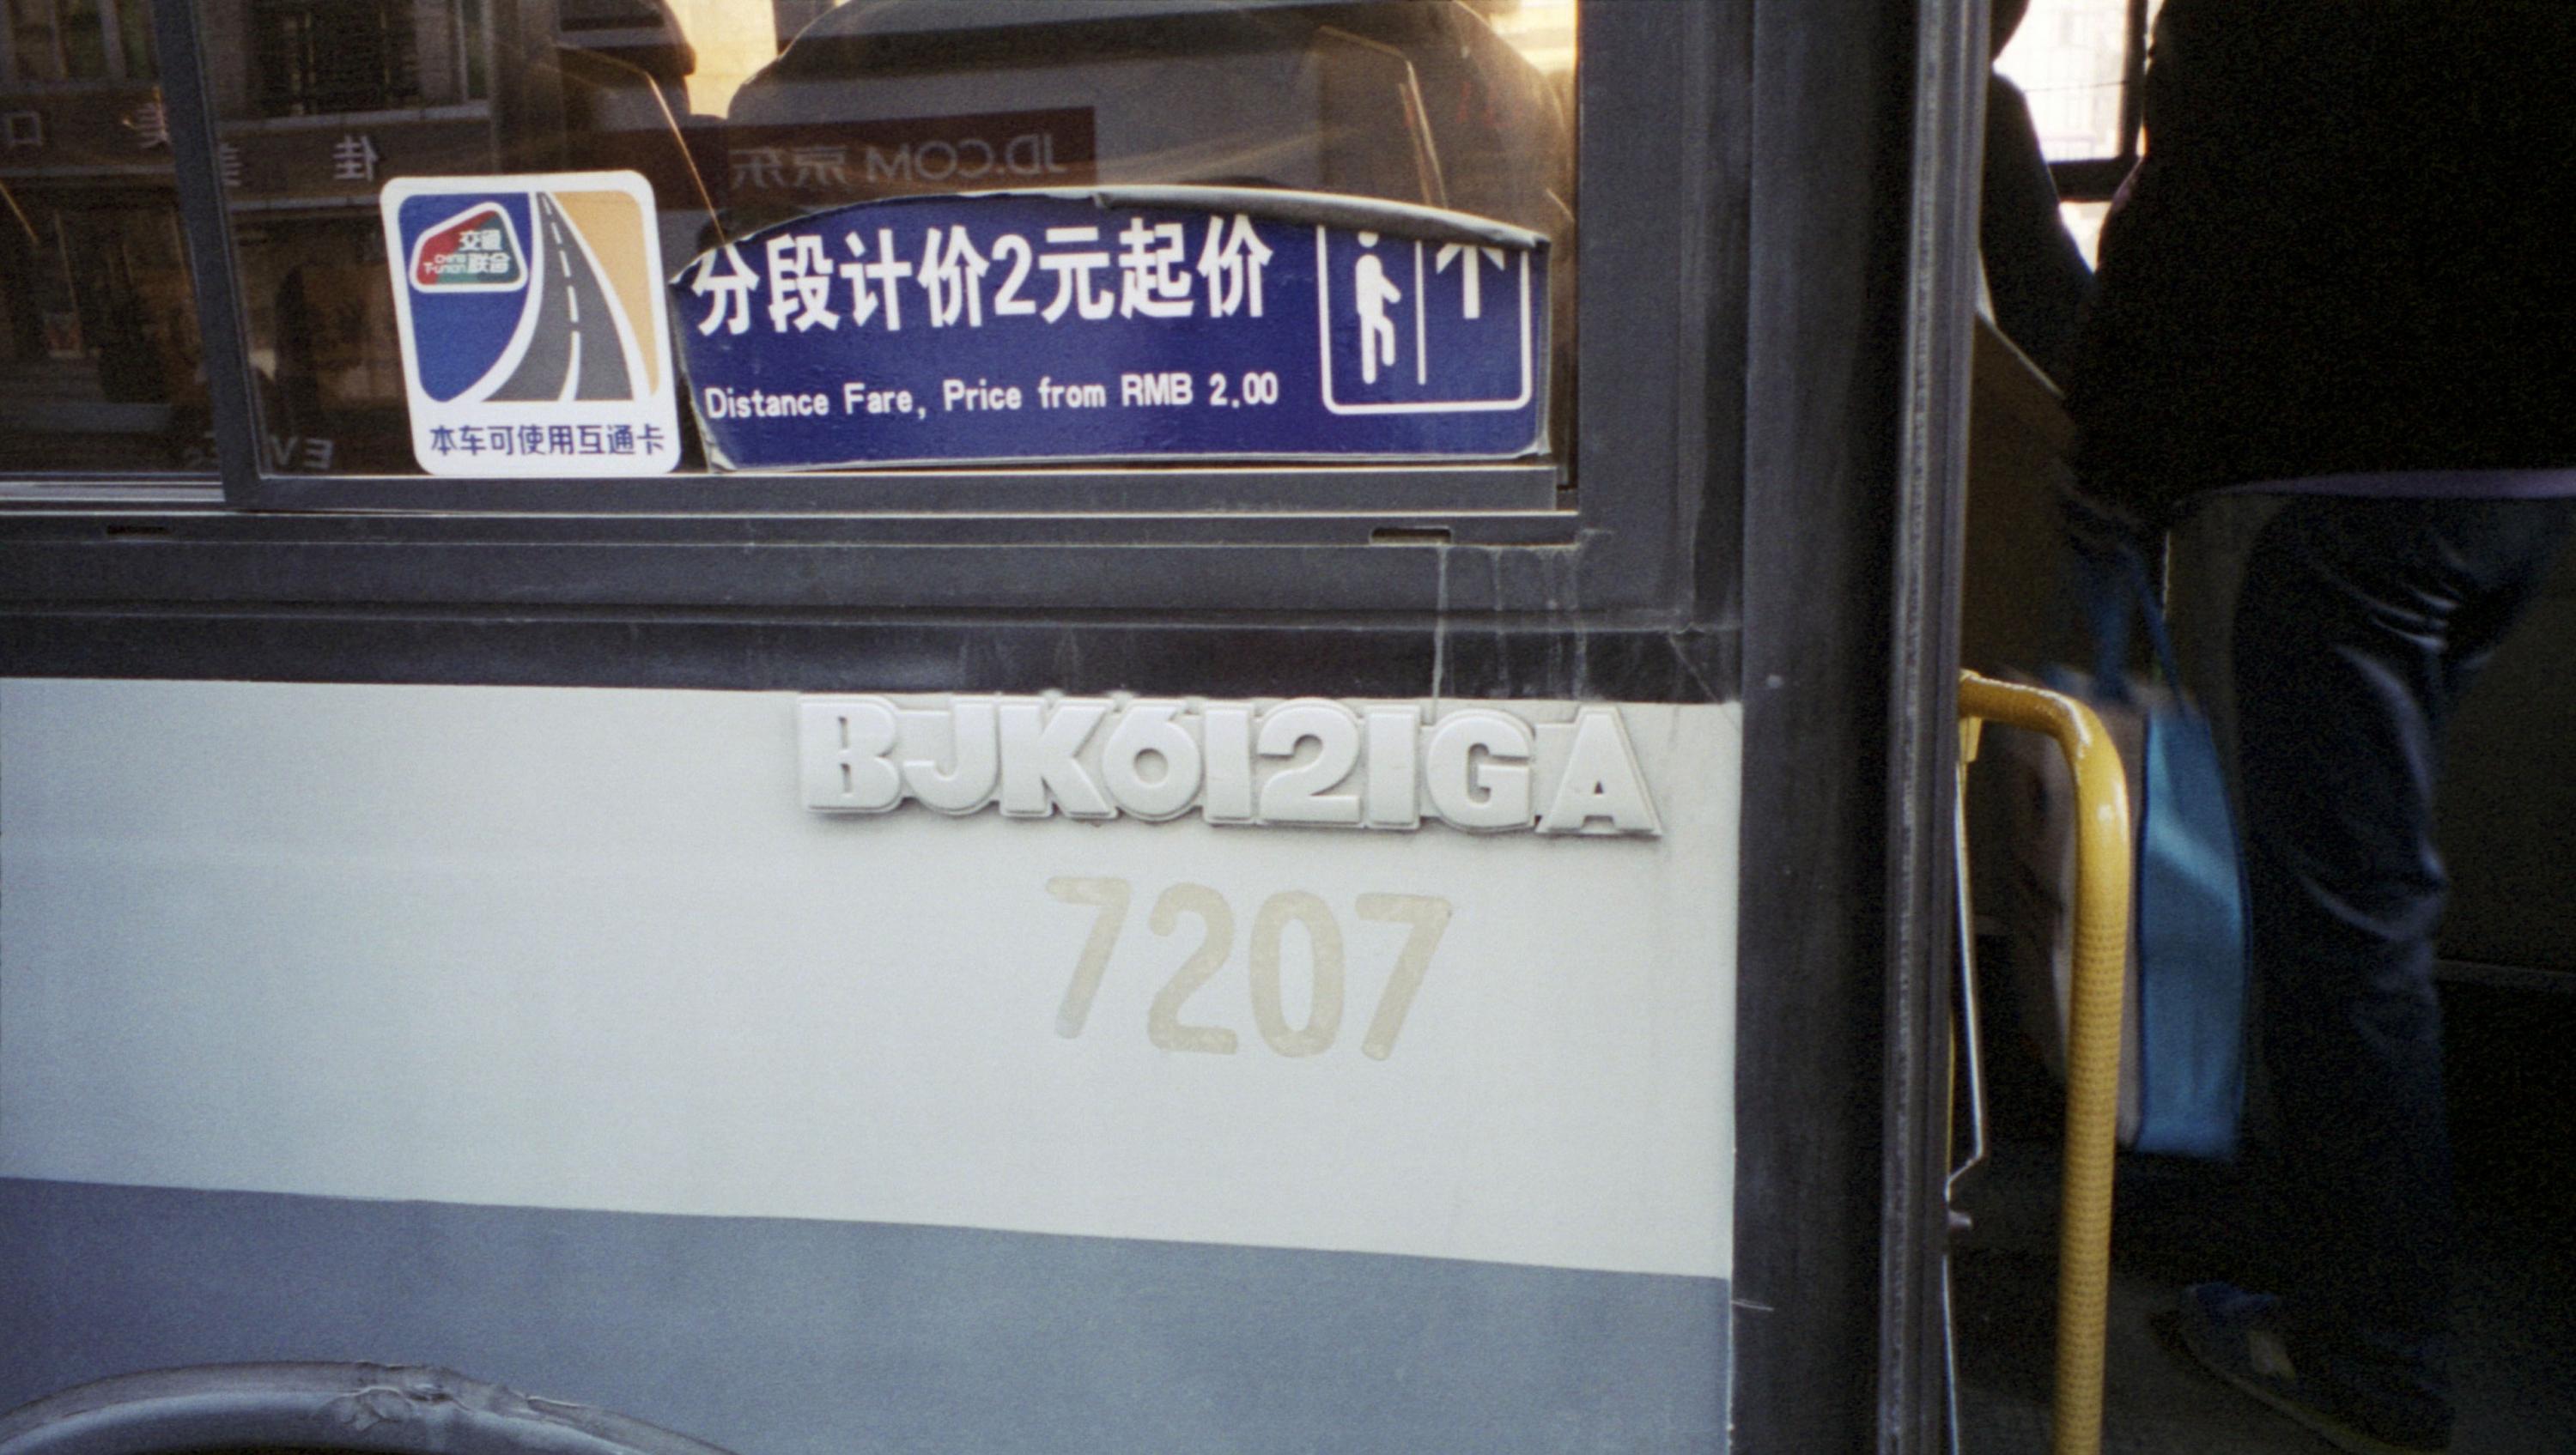 JD.COM 京东
交通
联合
China
T-union
本车可使用互通卡
分段计价2元起价
Distance Fare, Price from RMB 2.00
BJK6121GA
7207